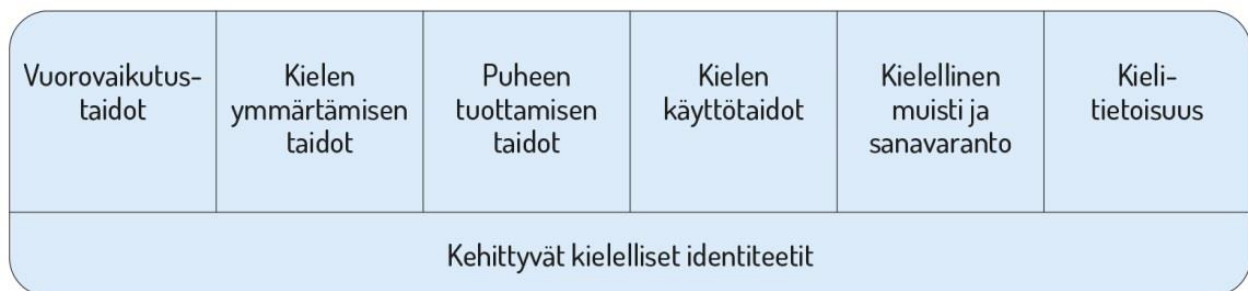 Vuorovaikutus-
taidot
Kielen
ymmärtämisen
taidot
Puheen
tuottamisen
taidot
Kielen
käyttötaidot
Kielellinen
muisti ja
sanavaranto
Kieli-
tietoisuus
Kehittyvät kielelliset identiteetit